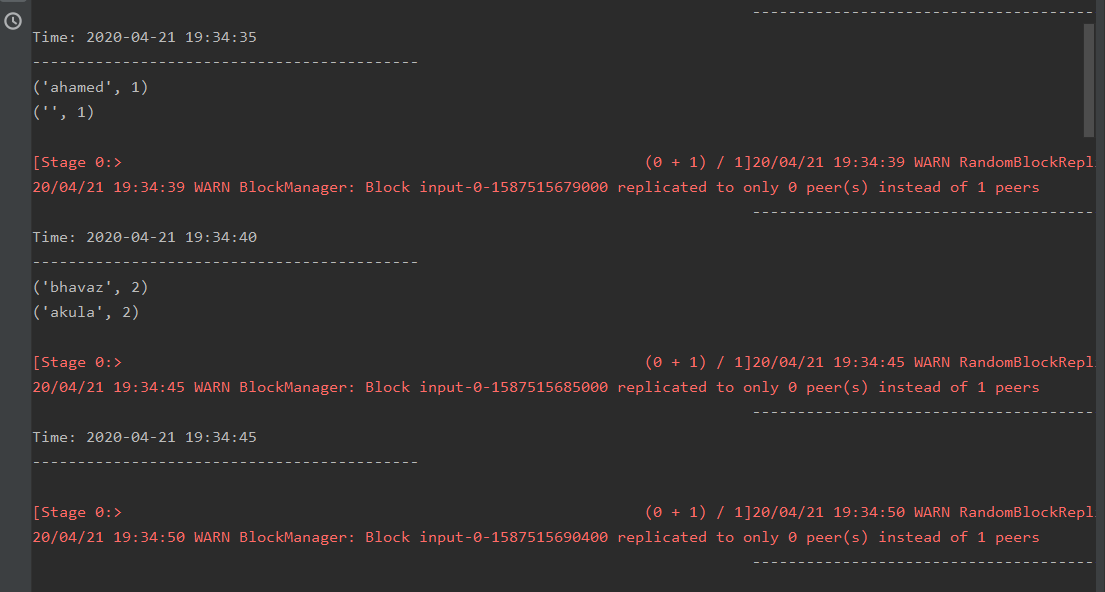 -------------------------------------- 
Time: 2020-04-21 19:34:35
-------------------------------------------
('ahamed', 1)
('', 1)
[Stage 0:> (0 + 1) / 1]20/04/21 19:34:39 WARN RandomBlockRepl
20/04/21 19:34:39 WARN BlockManager: Block input-0-1587515679000 replicated to only 0 peer(s) instead of 1 peers
--------------------------------------
Time: 2020-04-21 19:34:40
-------------------------------------------
('bhavaz', 2)
('akula', 2)
[Stage 0:> (0 + 1) / 1]20/04/21 19:34:45 WARN RandomBlockRepl
20/04/21 19:34:45 WARN BlockManager: Block input-0-1587515685000 replicated to only 0 peer(s) instead of 1 peers
--------------------------------------
Time: 2020-04-21 19:34:45
-------------------------------------------
[Stage 0:> (0 + 1) / 1]20/04/21 19:34:50 WARN RandomBlockRepl
20/04/21 19:34:50 WARN BlockManager: Block input-0-1587515690400 replicated to only 0 peer(s) instead of 1 peers
--------------------------------------